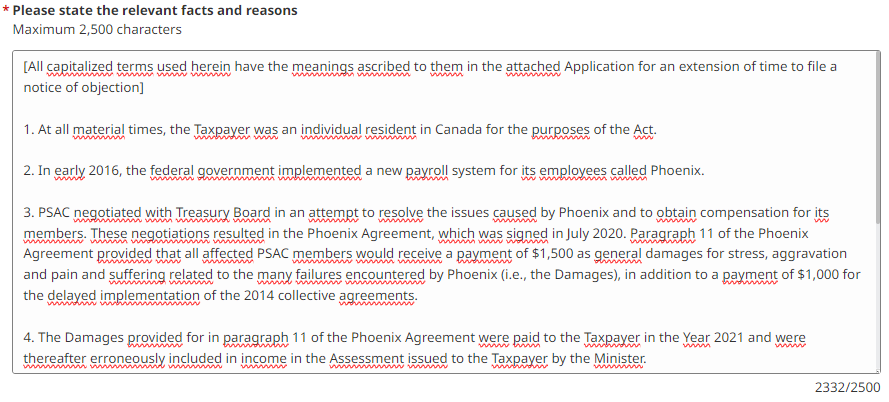 * Please state the relevant facts and reasons
Maximum 2,500 characters
[All capitalized terms used herein have the meanings ascribed to them in the attached Application for an extension of time to file a
notice of objection]
1. At all material times, the Taxpayer was an individual resident in Canada for the purposes of the Act.
2. In early 2016, the federal government implemented a new payroll system for its employees called Phoenix.
3. PSAC negotiated with Treasury Board in an attempt to resolve the issues caused by Phoenix and to obtain compensation for its
members. These negotiations resulted in the Phoenix Agreement, which was signed in July 2020. Paragraph 11 of the Phoenix
Agreement provided that all affected PSAC members would receive a payment of $1,500 as general damages for stress, aggravation
and pain and suffering related to the many failures encountered by Phoenix (i.e., the Damages), in addition to a payment of $1,000 for
the delayed implementation of the 2014 collective agreements.
4. The Damages provided for in paragraph 11 of the Phoenix Agreement were paid to the Taxpayer in the Year 2021 and were
thereafter erroneously included in income in the Assessment issued to the Taxpayer by the Minister.
2332/2500